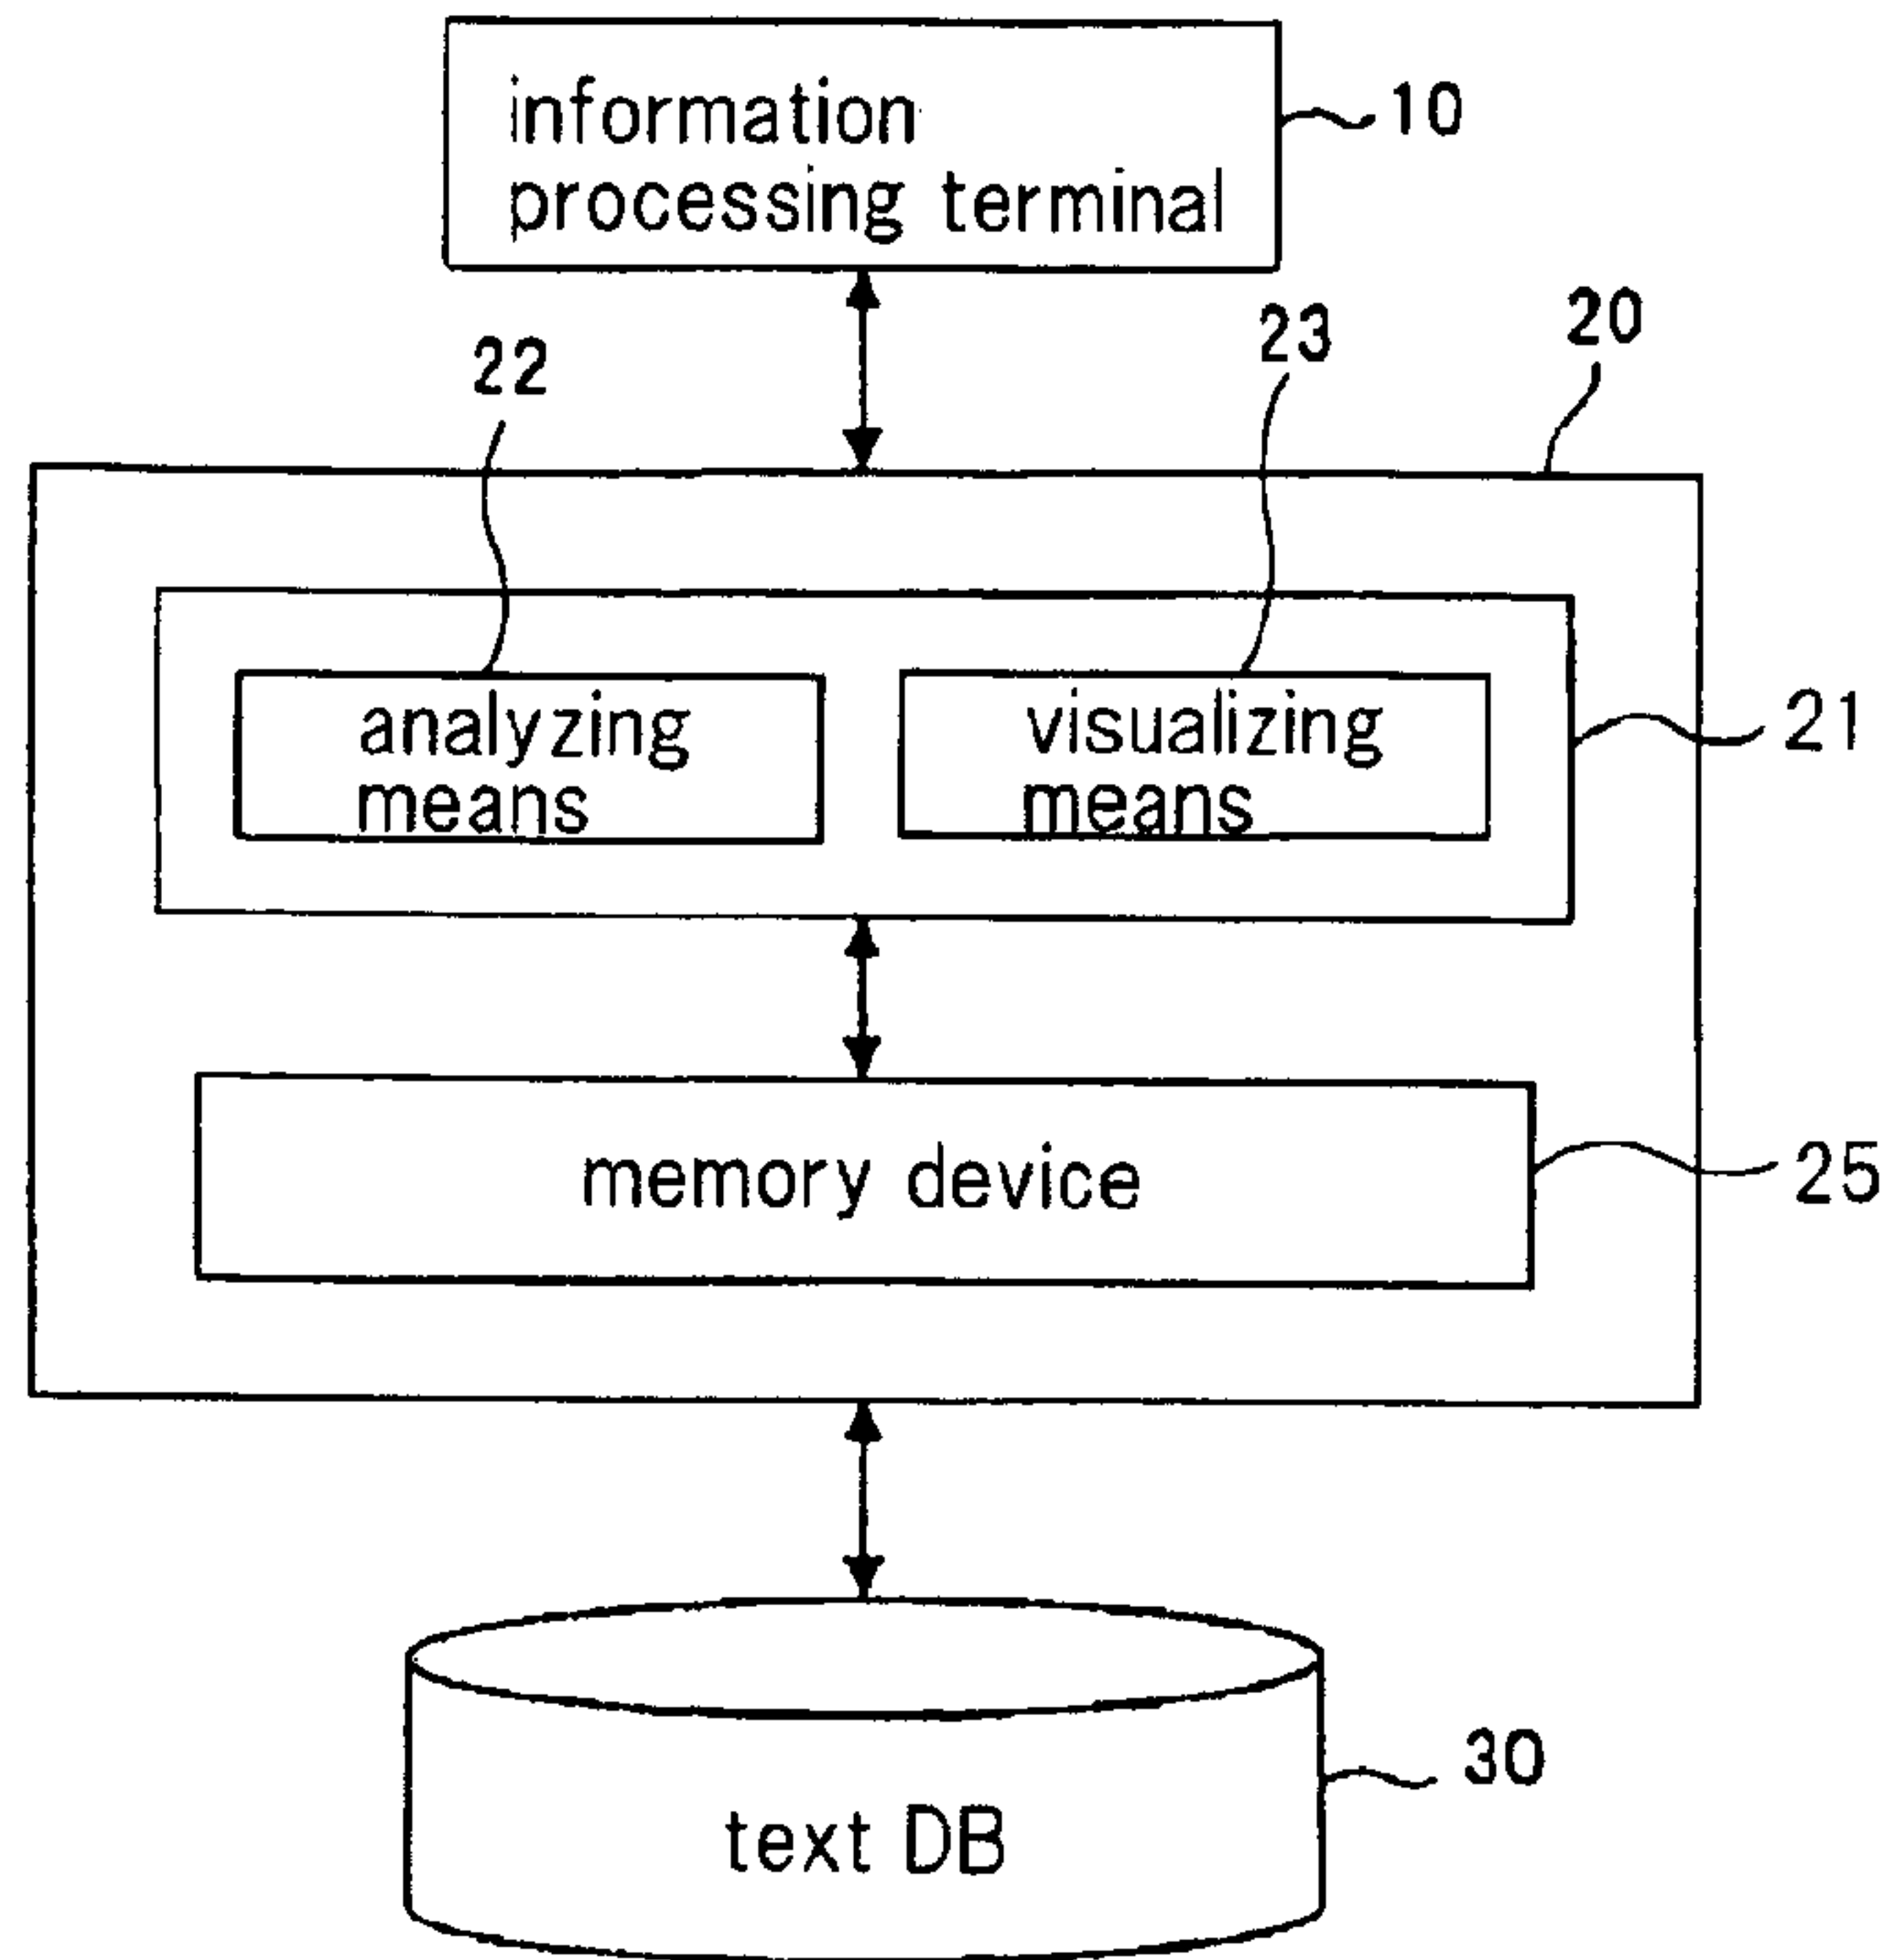 information
processing terminal
10
20
23
22
analyzing
means
visualizing
means
21
memory device
25
30
text DB